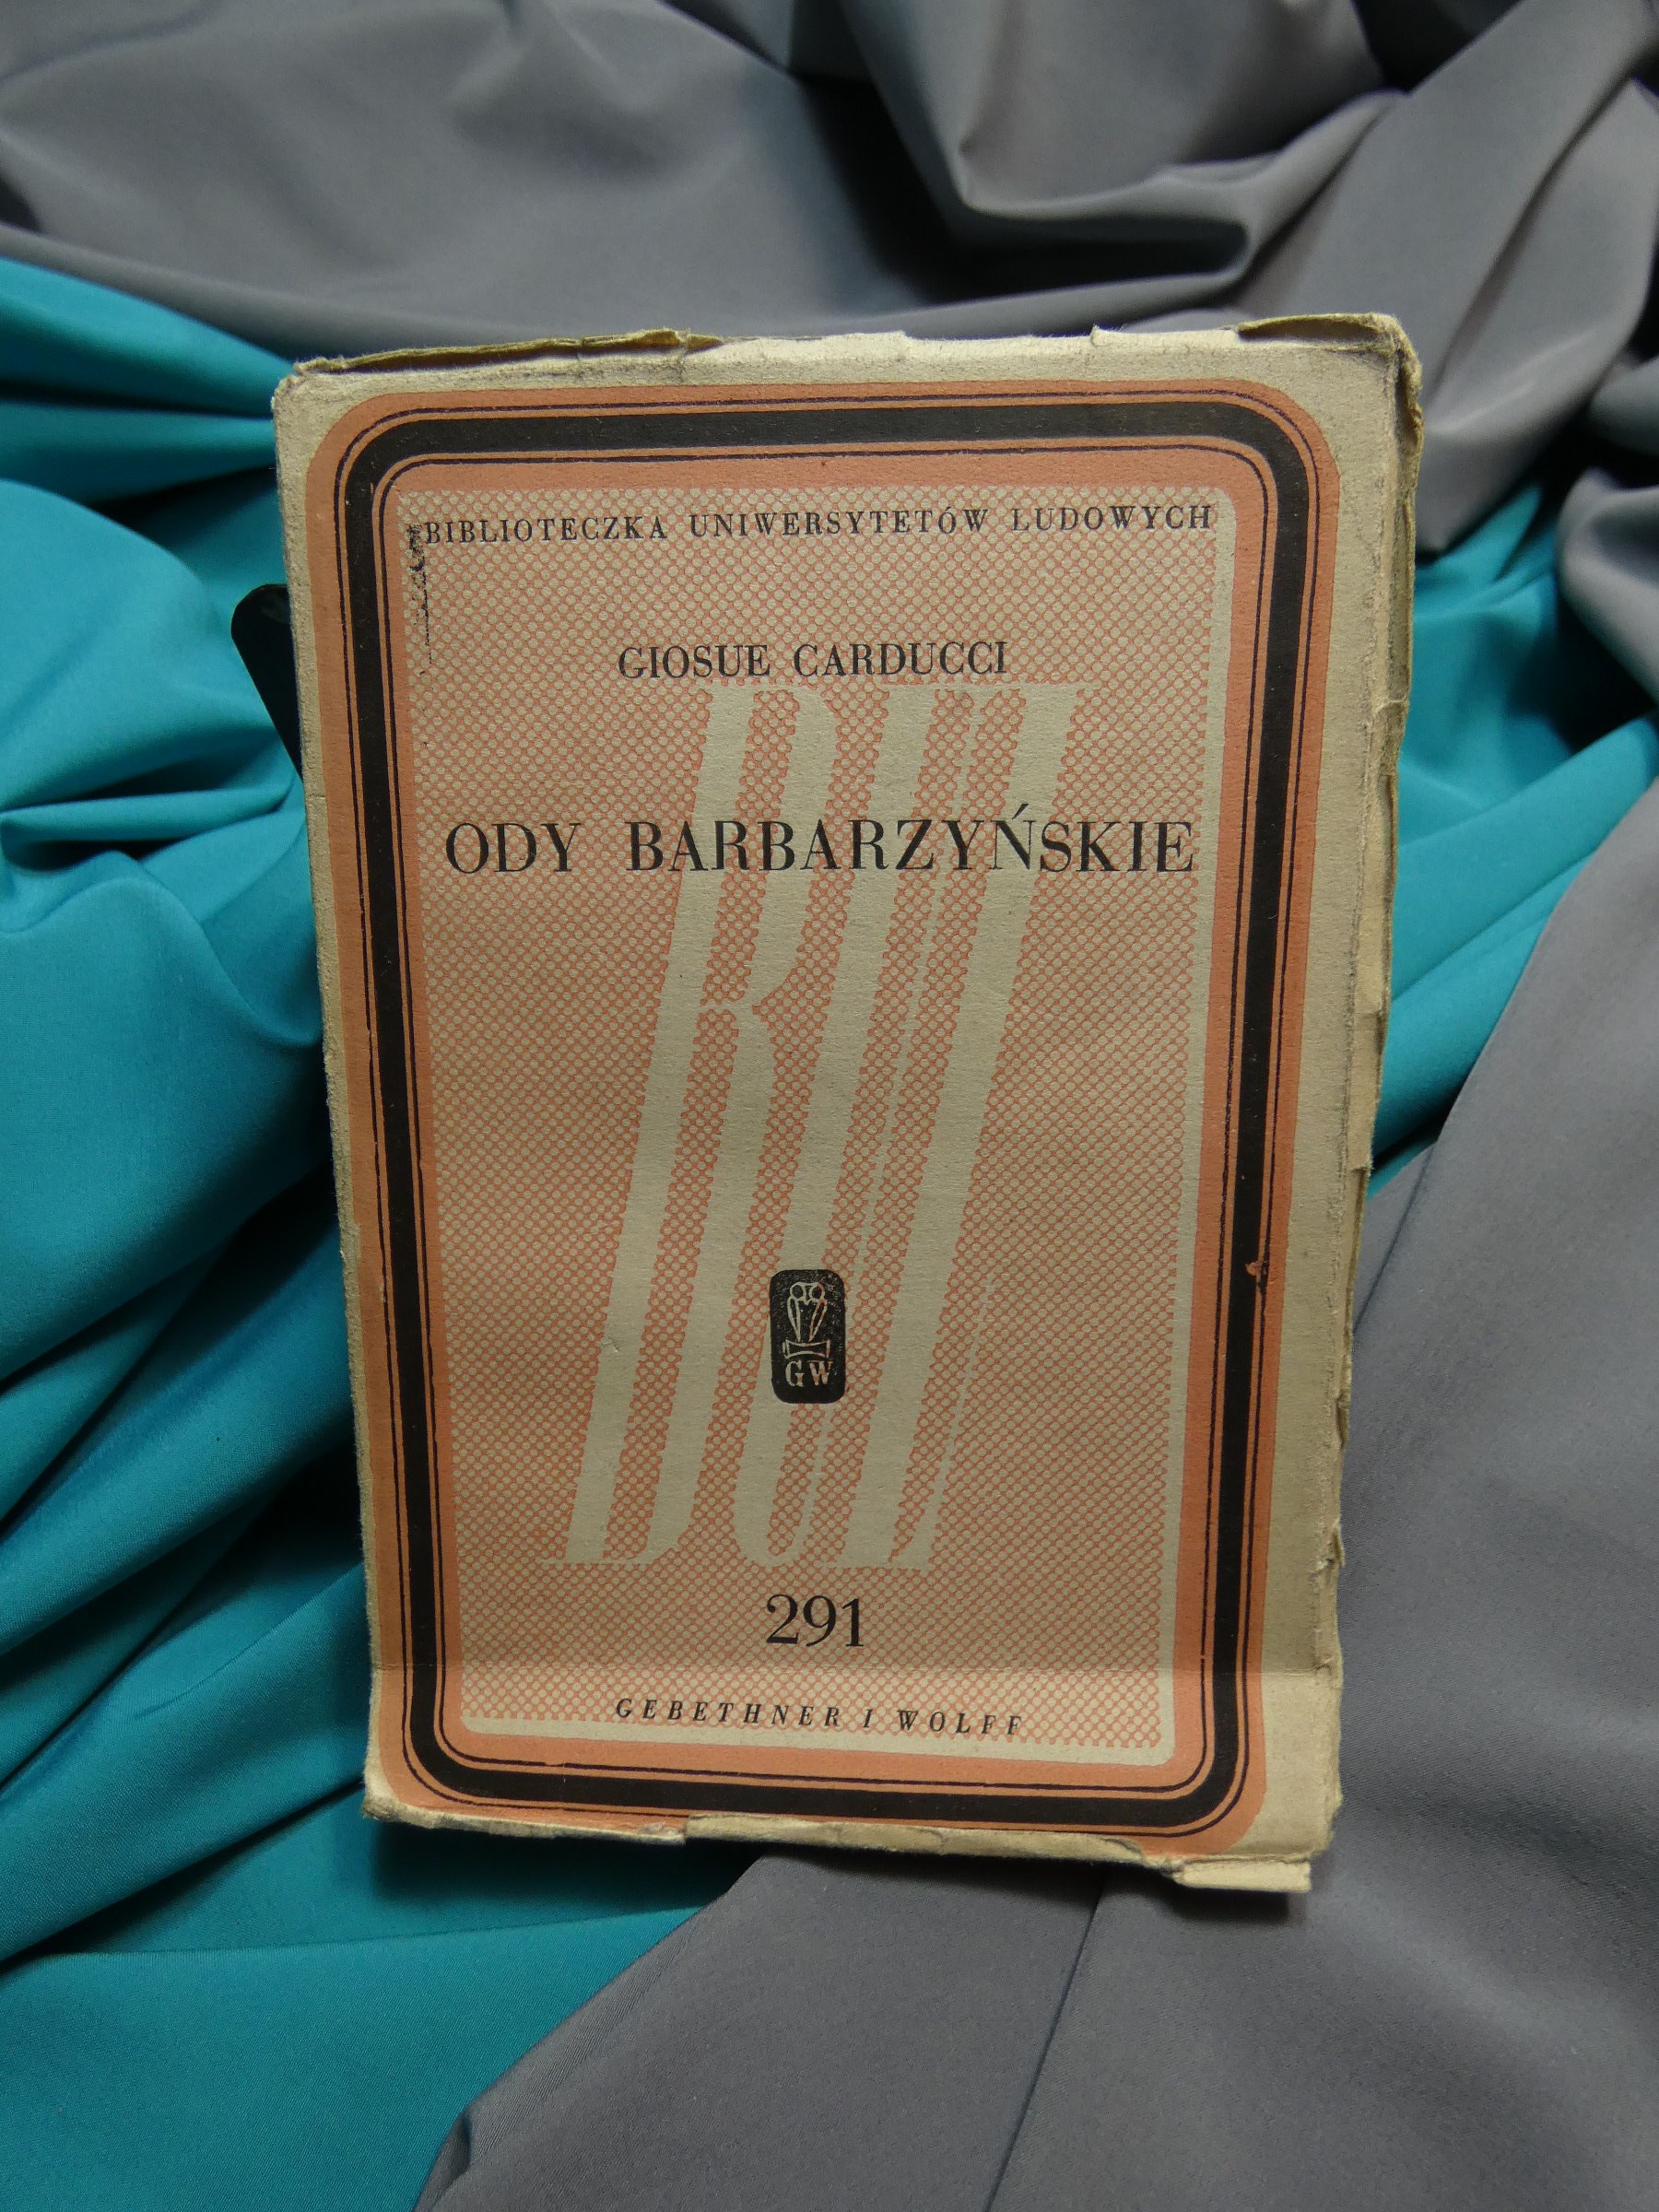 BIBLIOTECZKA UNIWERSYTETÓW LUDOWYCH
GIOSUE CARDUCCI
ODY BARBARZYŃSKIE
BUL
GW
291
GEBETHNER I WOLFF